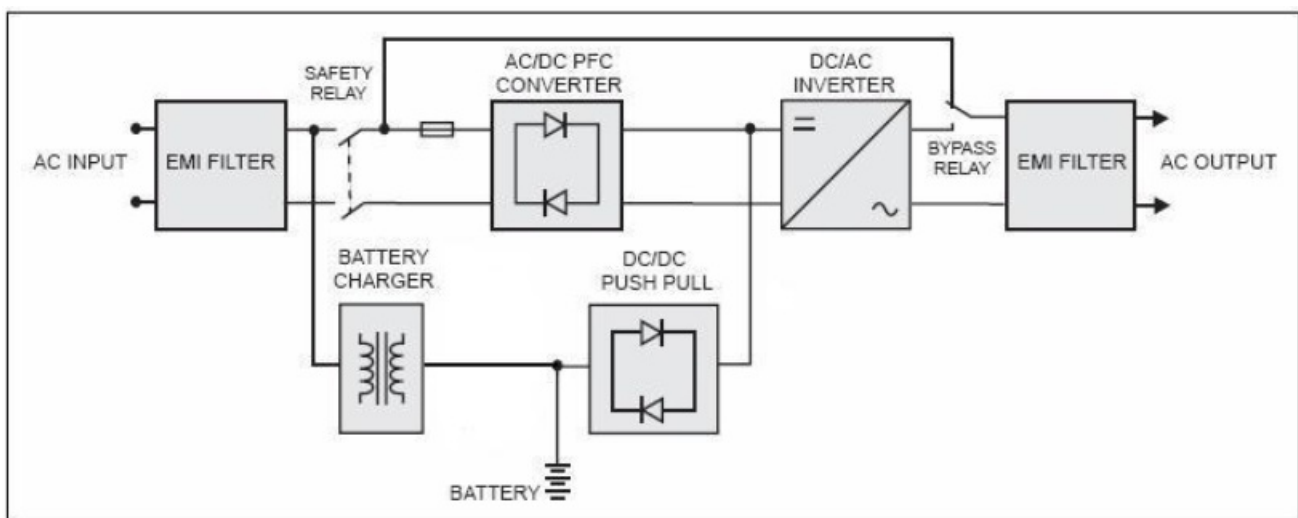 AC/DC PFC
CONVERTER
DC/AC
INVERTER
SAFETY
RELAY
AC INPUT
EMI FILTER
BYPASS
RELAY
EMI FILTER
AC OUTPUT
BATTERY
CHARGER
DC/DC
PUSH PULL
BATTERY